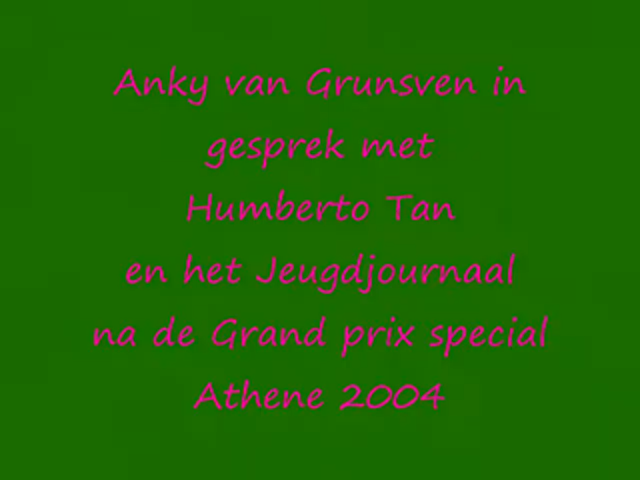 Anky van Grunsven in
gesprek met
Humberto Tan
en het Jeugdjournaal
na de Grand prix special
Athene 2004